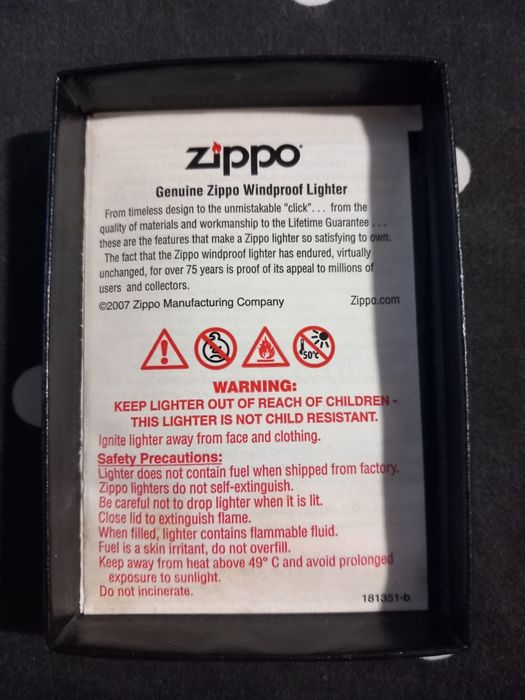 zippo
Genuine Zippo Windproof Lighter
From timeless design to the unmistakable "click"... from the
quality of materials and workmanship to the Lifetime Guarantee ...
these are the features that make a Zippo lighter so satisfying to own.
The fact that the Zippo windproof lighter has endured, virtually
unchanged, for over 75 years is proof of its appeal to millions of
users and collectors.
©2007 Zippo Manufacturing Company Zippo.com
50°C
WARNING:
KEEP LIGHTER OUT OF REACH OF CHILDREN -
THIS LIGHTER IS NOT CHILD RESISTANT.
Ignite lighter away from face and clothing.
Safety Precautions:
Lighter does not contain fuel when shipped from factory.
Zippo lighters do not self-extinguish.
Be careful not to drop lighter when it is lit.
Close lid to extinguish flame.
When filled, lighter contains flammable fluid.
Fuel is a skin irritant, do not overfill.
Keep away from heat above 49° C and avoid prolonged
exposure to sunlight.
Do not incinerate.
181351-b